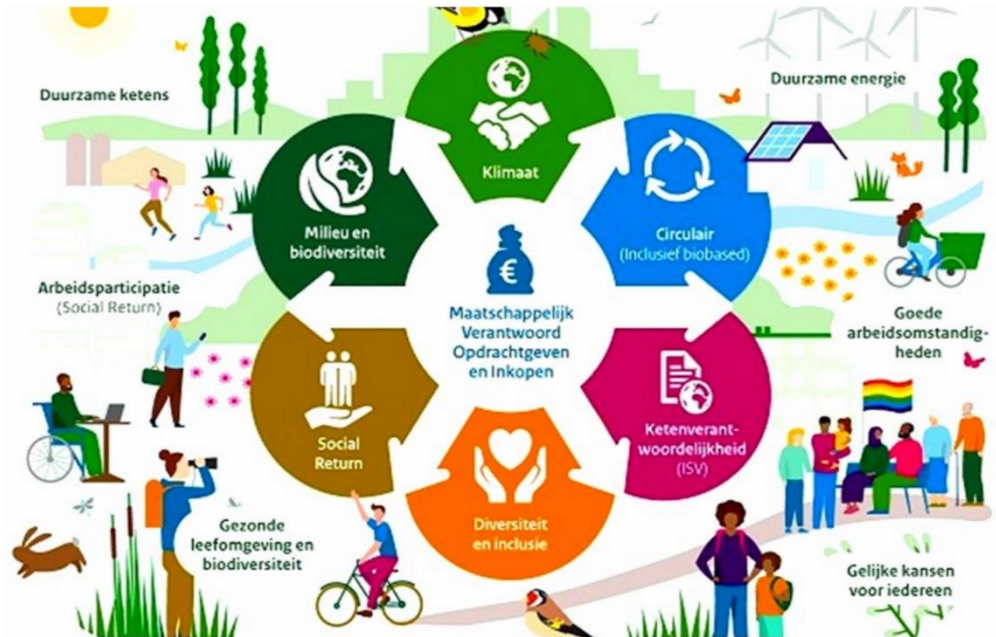 Duurzame ketens
Duurzame energie
Klimaat
Milieu en
biodiversiteit
Circulair
(Inclusief biobased)
Arbeidsparticipatie
(Social Return)
€
Maatschappelijk
Verantwoord
Opdrachtgeven
en Inkopen
Goede
arbeidsomstandig-
heden
Social
Return
Ketenverant-
woordelijkheid
(ISV)
Diversiteit
en inclusie
Gezonde
leefomgeving en
biodiversiteit
Gelijke kansen
voor iedereen